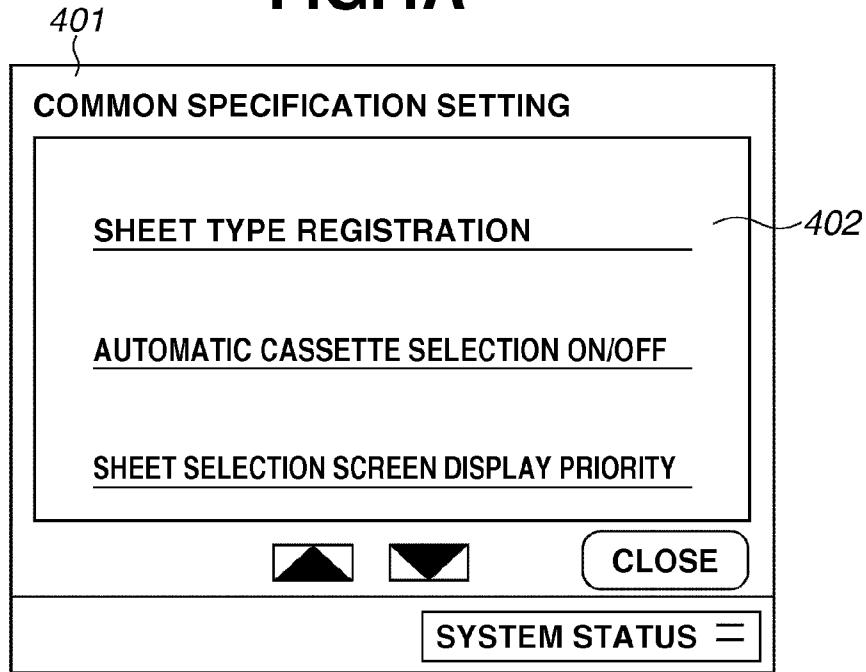 401
COMMON SPECIFICATION SETTING
SHEET TYPE REGISTRATION
402
AUTOMATIC CASSETTE SELECTION ON/OFF
SHEET SELECTION SCREEN DISPLAY PRIORITY
CLOSE
SYSTEM STATUS